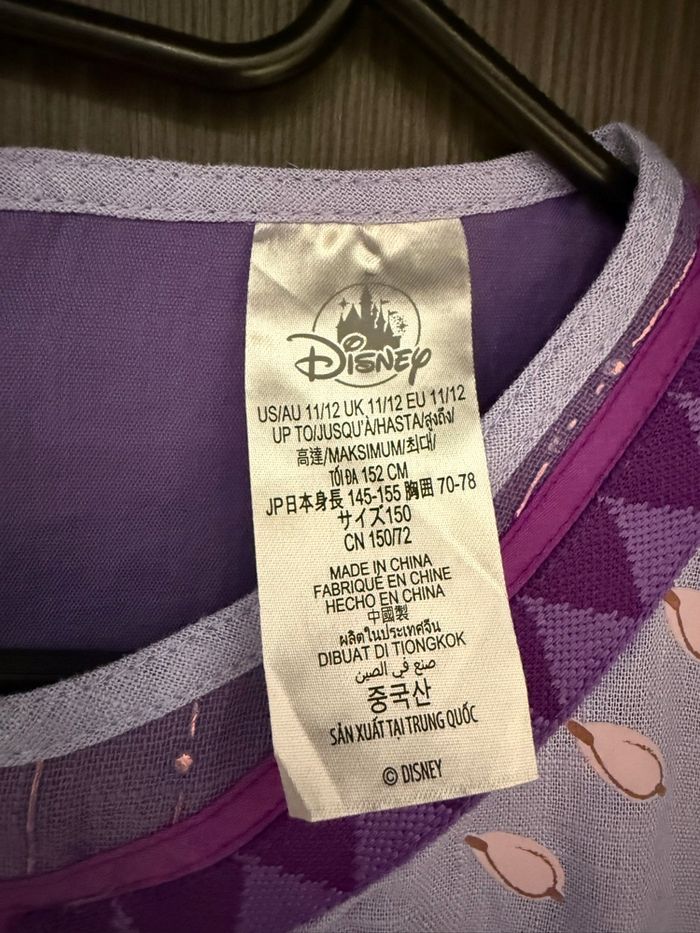 Disney
US/AU 11/12 UK 11/12 EU 11/12
UP TO/JUSQU'À/HASTA/สูงถึง/
高達/MAKSIMUM/최대/
TỐI ĐA 152 CM
JP日本身長 145-155 胸囲 70-78
サイズ150
CN 150/72
MADE IN CHINA
FABRIQUÉ EN CHINE
HECHO EN CHINA
中國製
ผลิตในประเทศจีน
DIBUAT DI TIONGKOK
صنع في الصين
중국산
SẢN XUẤT TẠI TRUNG QUỐC
© DISNEY